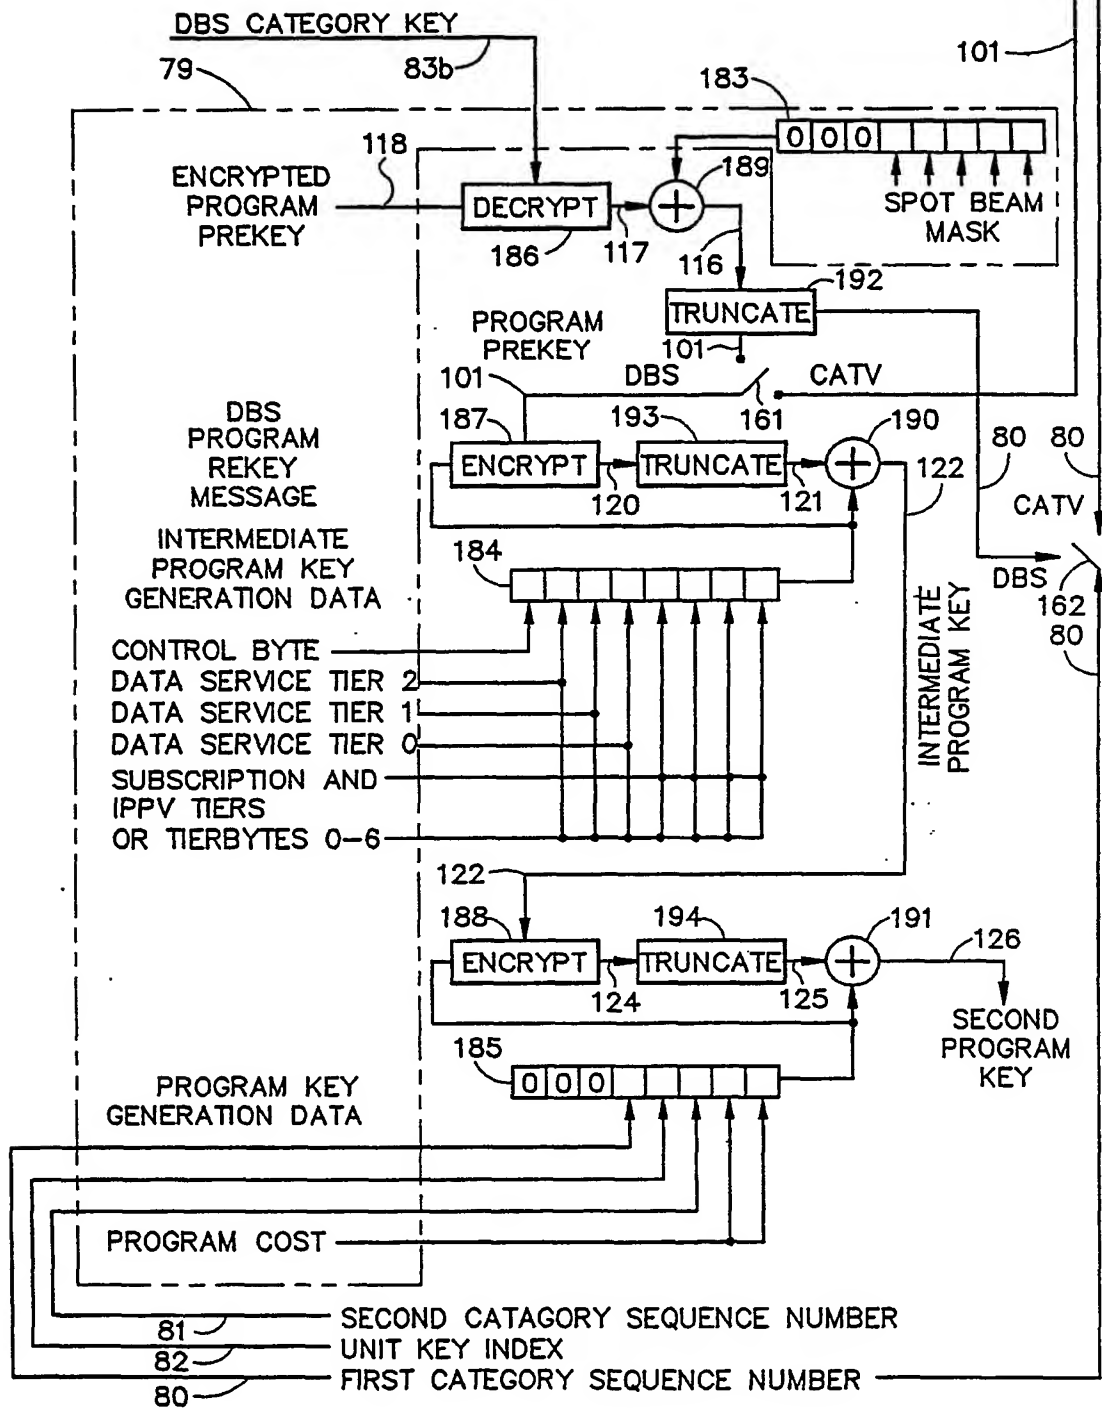 DBS CATEGORY KEY
79
83b
101
183
0 0 0
118
189
ENCRYPTED
PROGRAM
PREKEY
DECRYPT
+
SPOT BEAM
MASK
186
117
116
192
TRUNCATE
PROGRAM
PREKEY
101
101
DBS
CATV
161
187
193
190
DBS
PROGRAM
REKEY
MESSAGE
ENCRYPT
TRUNCATE
+
80
80
120
121
122
CATV
INTERMEDIATE
PROGRAM KEY
GENERATION DATA
184
DBS
162
80
INTERMEDIATE
PROGRAM KEY
CONTROL BYTE
DATA SERVICE TIER 2
DATA SERVICE TIER 1
DATA SERVICE TIER 0
SUBSCRIPTION AND
IPPV TIERS
OR TIERBYTES 0-6
122
188
194
191
126
ENCRYPT
TRUNCATE
+
124
125
SECOND
PROGRAM
KEY
185
0 0 0
PROGRAM KEY
GENERATION DATA
PROGRAM COST
81
SECOND CATAGORY SEQUENCE NUMBER
82
UNIT KEY INDEX
80
FIRST CATEGORY SEQUENCE NUMBER